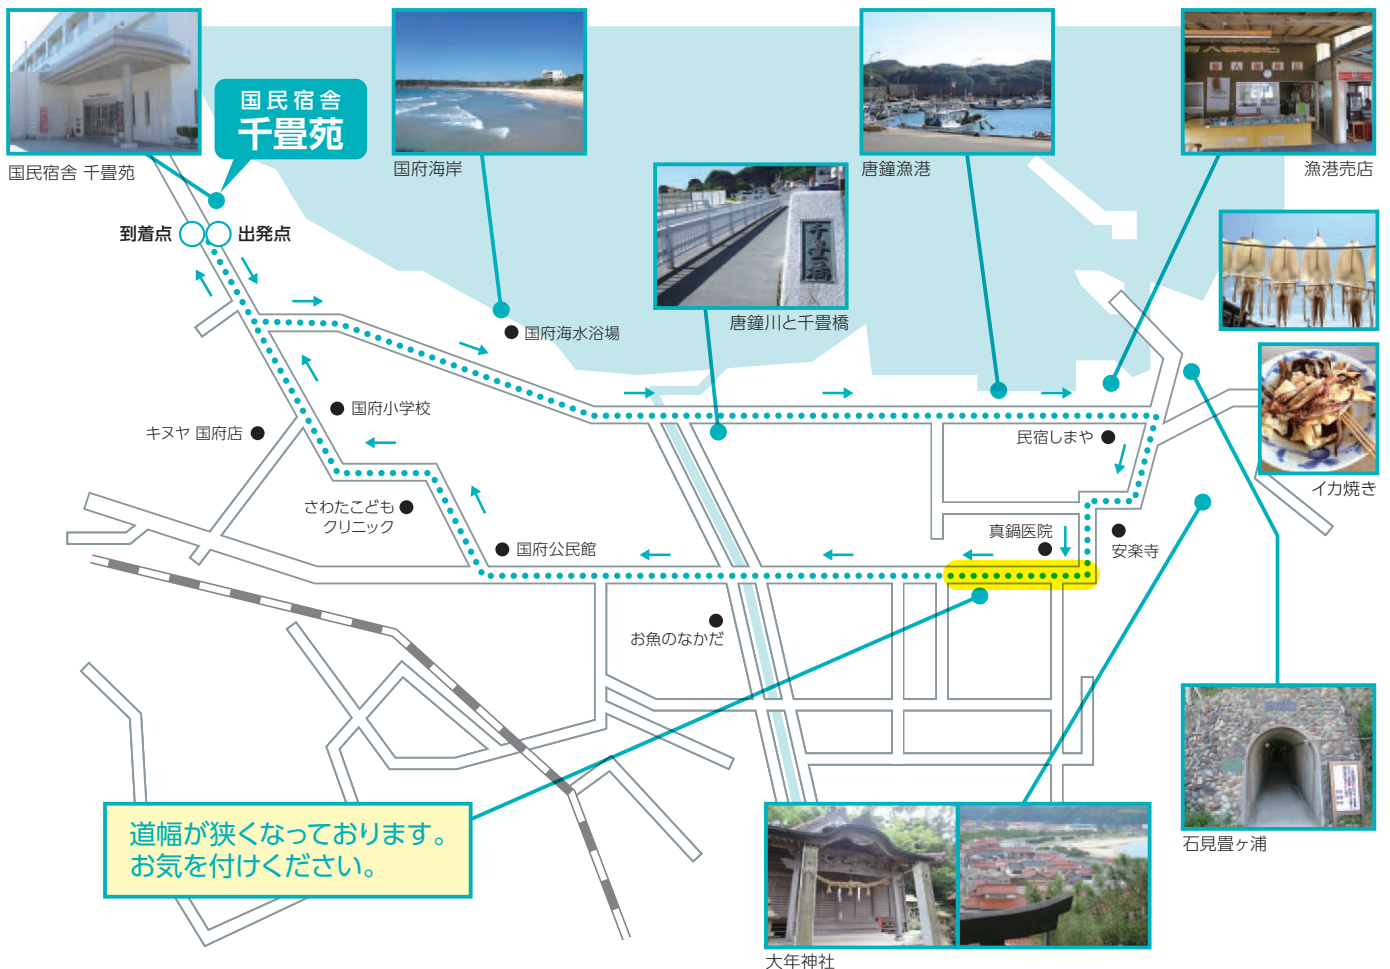 国民宿舎
千畳苑
国民宿舎 千畳苑
国府海岸
唐鐘漁港
漁港売店
到着点
出発点
千畳橋
唐鐘川と千畳橋
国府海水浴場
国府小学校
キヌヤ 国府店
民宿しまや
イカ焼き
さわたこども
クリニック
国府公民館
真鍋医院
安楽寺
お魚のなかだ
道幅が狭くなっております。
お気を付けください。
石見畳ヶ浦
大年神社